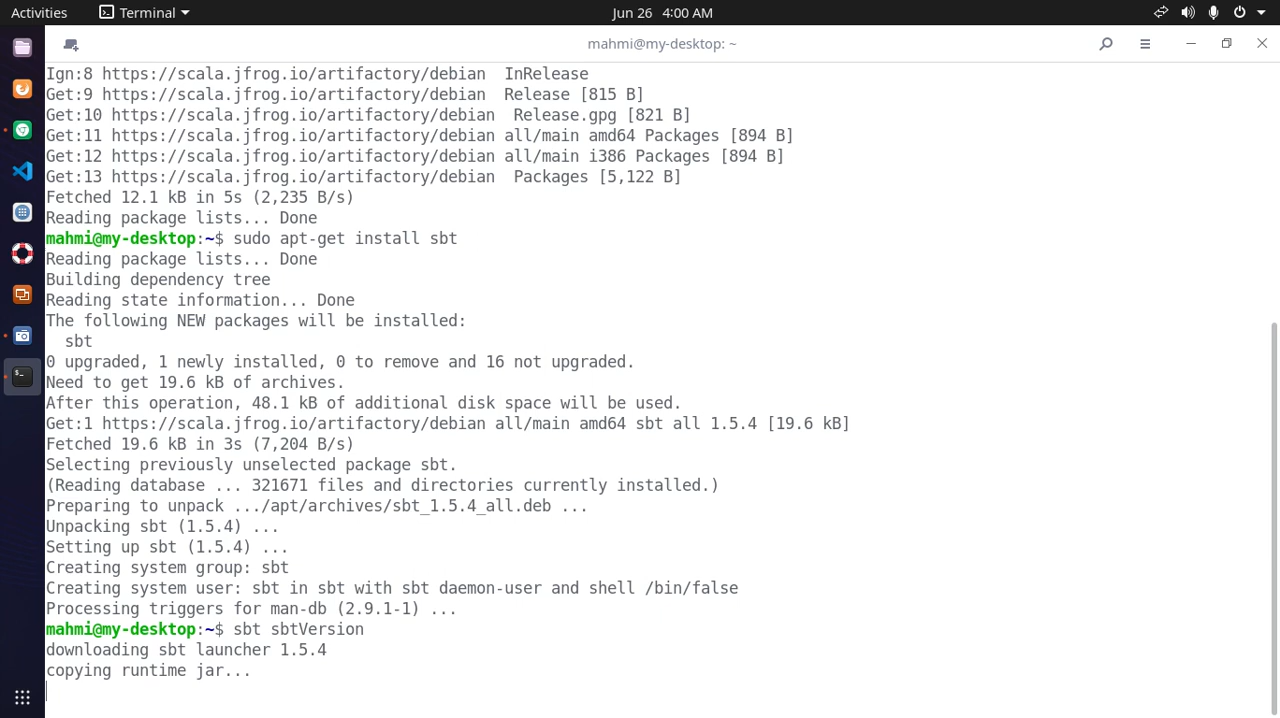 Activities Terminal Jun 26 4:00 AM
mahmi@my-desktop: ~
Ign:8 https://scala.jfrog.io/artifactory/debian  InRelease
Get:9 https://scala.jfrog.io/artifactory/debian  Release [815 B]
Get:10 https://scala.jfrog.io/artifactory/debian  Release.gpg [821 B]
Get:11 https://scala.jfrog.io/artifactory/debian all/main amd64 Packages [894 B]
Get:12 https://scala.jfrog.io/artifactory/debian all/main i386 Packages [894 B]
Get:13 https://scala.jfrog.io/artifactory/debian  Packages [5,122 B]
Fetched 12.1 kB in 5s (2,235 B/s)
Reading package lists... Done
mahmi@my-desktop:~$ sudo apt-get install sbt
Reading package lists... Done
Building dependency tree
Reading state information... Done
The following NEW packages will be installed:
  sbt
0 upgraded, 1 newly installed, 0 to remove and 16 not upgraded.
Need to get 19.6 kB of archives.
After this operation, 48.1 kB of additional disk space will be used.
Get:1 https://scala.jfrog.io/artifactory/debian all/main amd64 sbt all 1.5.4 [19.6 kB]
Fetched 19.6 kB in 3s (7,204 B/s)
Selecting previously unselected package sbt.
(Reading database ... 321671 files and directories currently installed.)
Preparing to unpack .../apt/archives/sbt_1.5.4_all.deb ...
Unpacking sbt (1.5.4) ...
Setting up sbt (1.5.4) ...
Creating system group: sbt
Creating system user: sbt in sbt with sbt daemon-user and shell /bin/false
Processing triggers for man-db (2.9.1-1) ...
mahmi@my-desktop:~$ sbt sbtVersion
downloading sbt launcher 1.5.4
copying runtime jar...